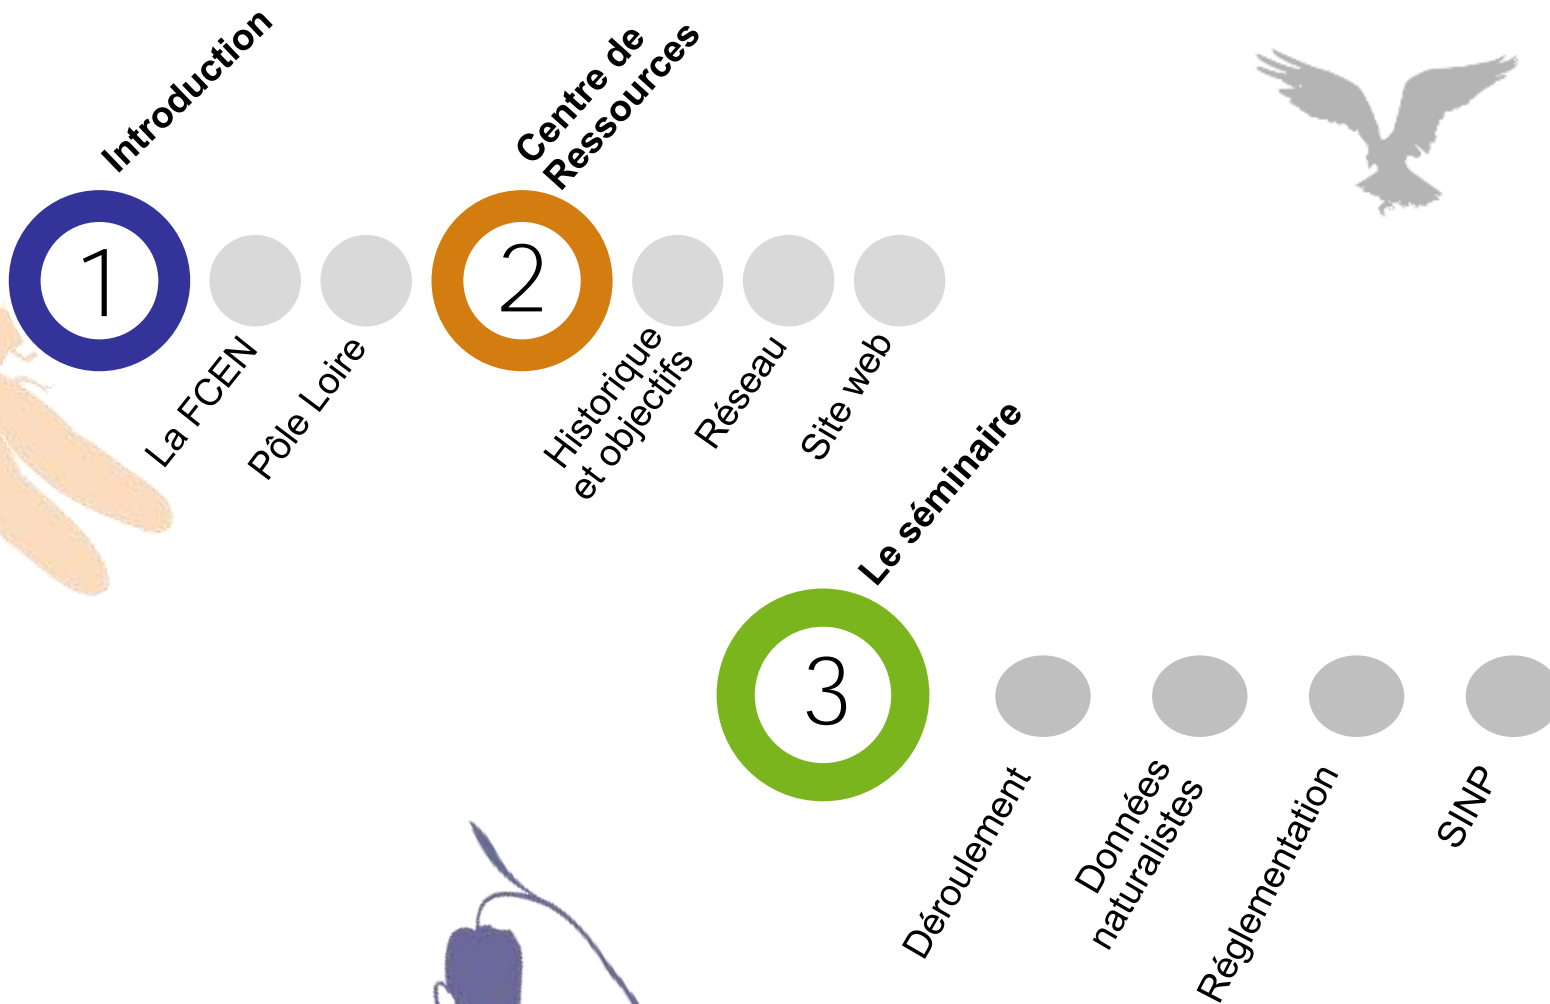 Introduction
1
La FCEN
Pôle Loire
Centre de
Ressources
2
Historique
et objectifs
Réseau
Site web
Le séminaire
3
Déroulement
Données
naturalistes
Réglementation
SINP